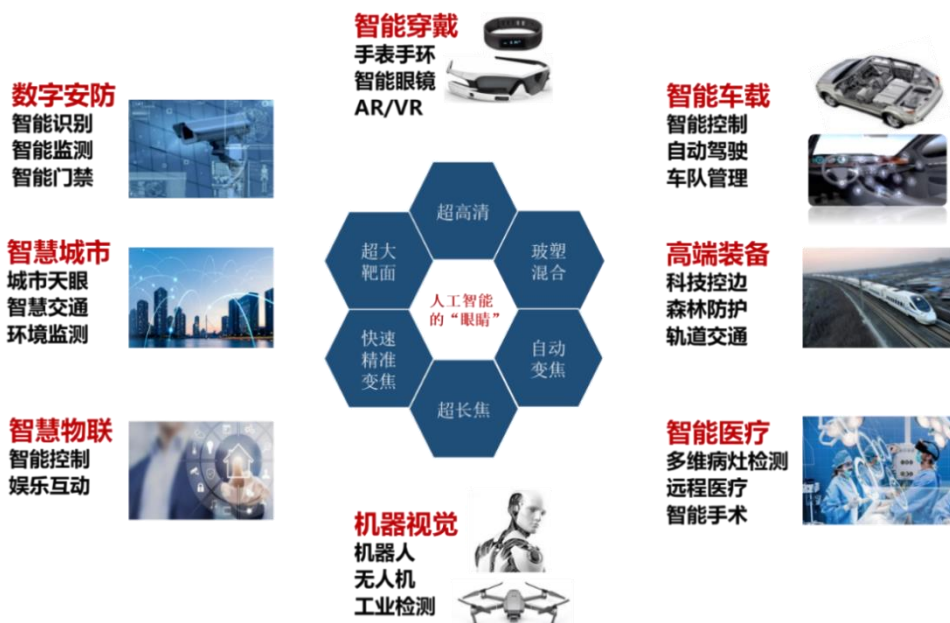 智能穿戴
手表手环
智能眼镜
AR/VR
数字安防
智能识别
智能监测
智能门禁
智能车载
智能控制
自动驾驶
车队管理
智慧城市
城市天眼
智慧交通
环境监测
高端装备
科技控边
森林防护
轨道交通
智慧物联
智能控制
娱乐互动
智能医疗
多维病灶检测
远程医疗
智能手术
机器视觉
机器人
无人机
工业检测
超高清
超大
靶面
玻塑
混合
人工智能
的“眼睛”
快速
精准
变焦
自动
变焦
超长焦